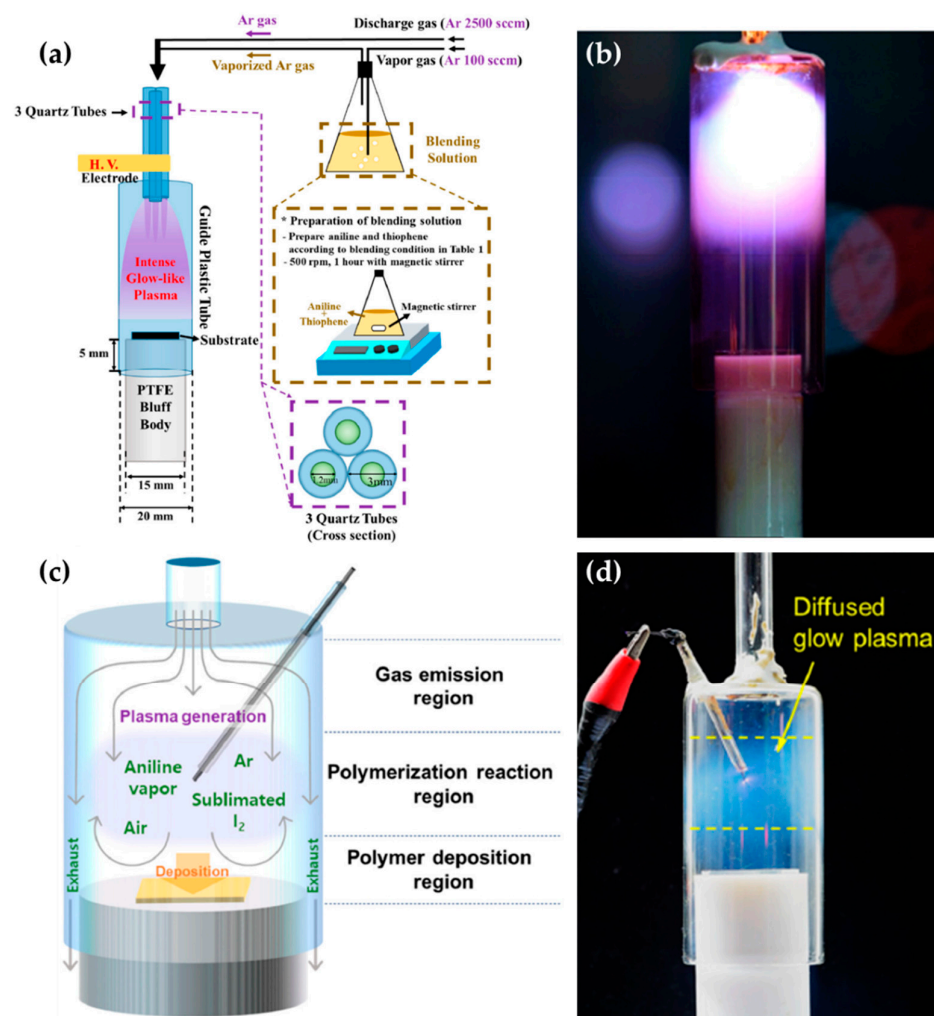 (a)
Ar gas
Discharge gas (Ar 2500 sccm)
Vaporized Ar gas
Vapor gas (Ar 100 sccm)
3 Quartz Tubes
H. V.
Electrode
Guide Plastic Tube
Intense
Glow-like
Plasma
Substrate
5 mm
PTFE
Bluff
Body
15 mm
20 mm
Blending
Solution
* Preparation of blending solution
- Prepare aniline and thiophene
according to blending condition in Table 1
- 500 rpm, 1 hour with magnetic stirrer
Aniline
+
Thiophene
Magnetic stirrer
1.2mm
3mm
3 Quartz Tubes
(Cross section)
(b)
(c)
Plasma generation
Aniline
vapor
Ar
Sublimated
I2
Air
Exhaust
Deposition
Exhaust
Gas emission
region
Polymerization reaction
region
Polymer deposition
region
(d)
Diffused
glow plasma